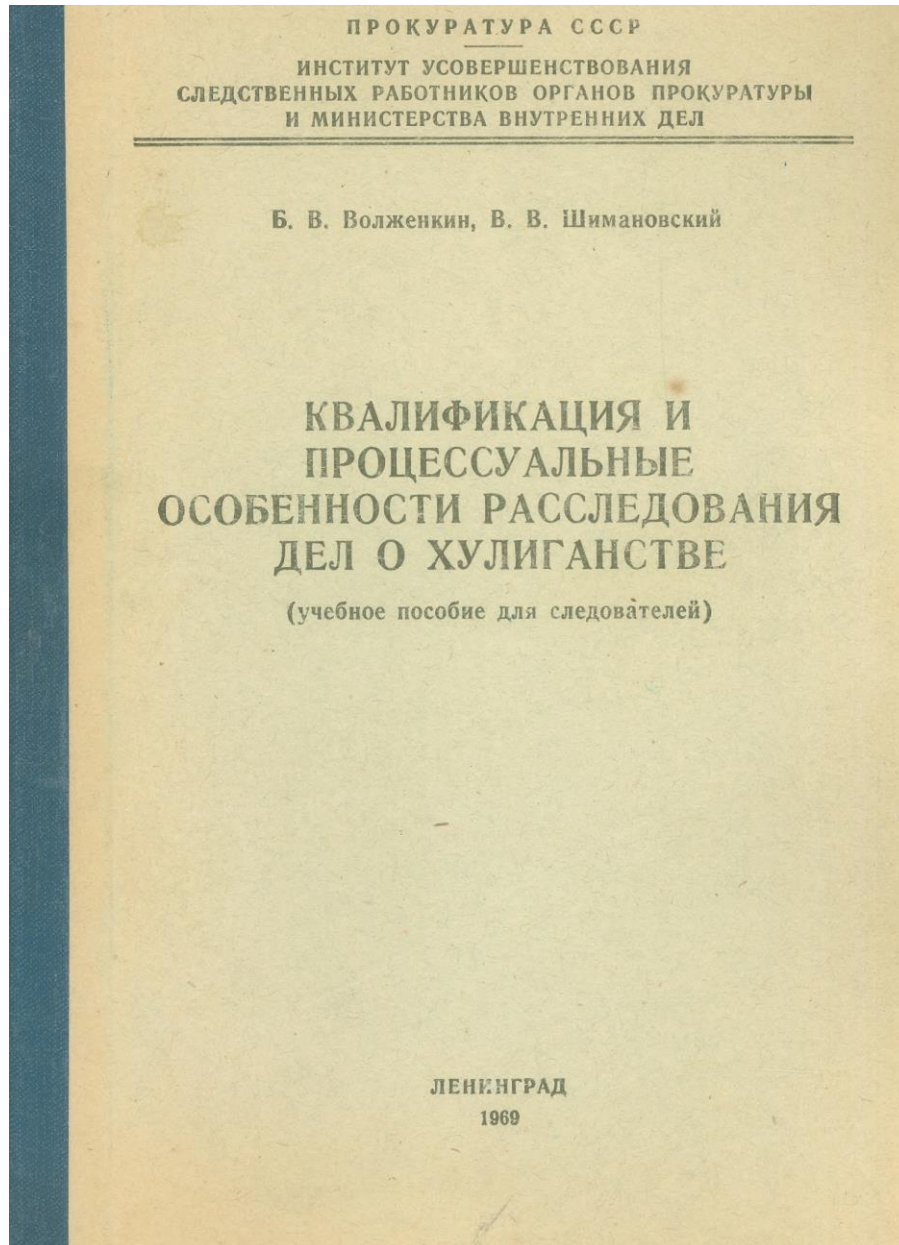 ПРОКУРАТУРА СССР
ИНСТИТУТ УСОВЕРШЕНСТВОВАНИЯ
СЛЕДСТВЕННЫХ РАБОТНИКОВ ОРГАНОВ ПРОКУРАТУРЫ
И МИНИСТЕРСТВА ВНУТРЕННИХ ДЕЛ
Б. В. Волженкин, В. В. Шимановский
КВАЛИФИКАЦИЯ И
ПРОЦЕССУАЛЬНЫЕ
ОСОБЕННОСТИ РАССЛЕДОВАНИЯ
ДЕЛ О ХУЛИГАНСТВЕ
(учебное пособие для следователей)
ЛЕНИНГРАД
1969